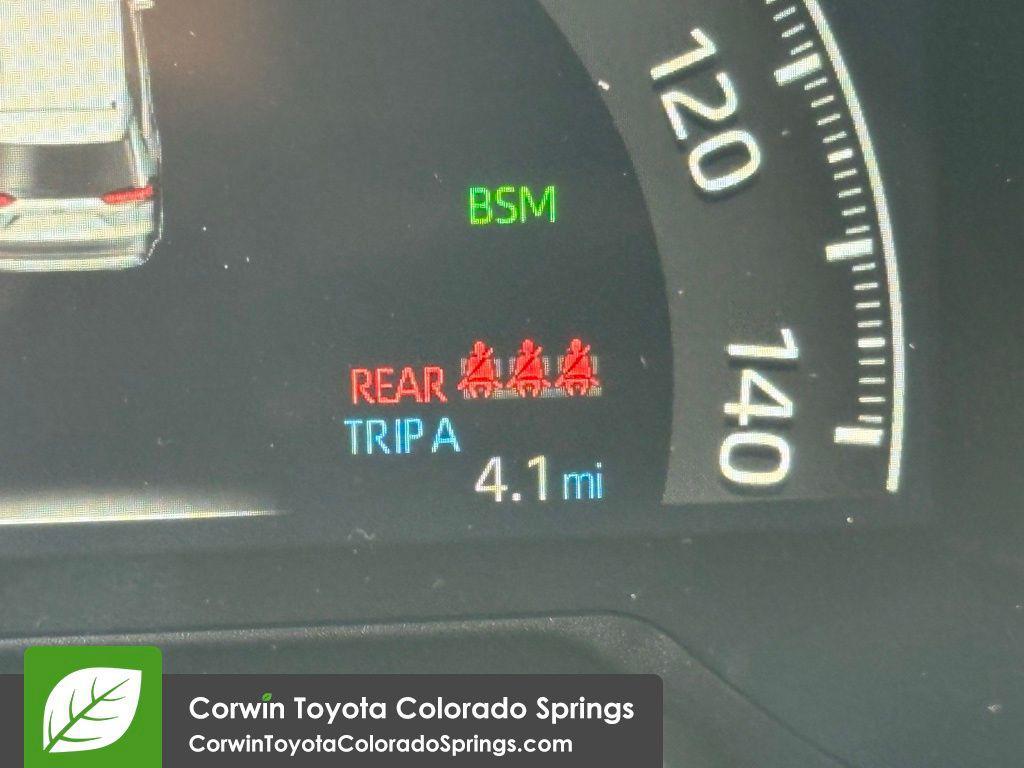 120
BSM
140
REAR
TRIP A
4.1 mi
Corwin Toyota Colorado Springs
CorwinToyotaColoradoSprings.com